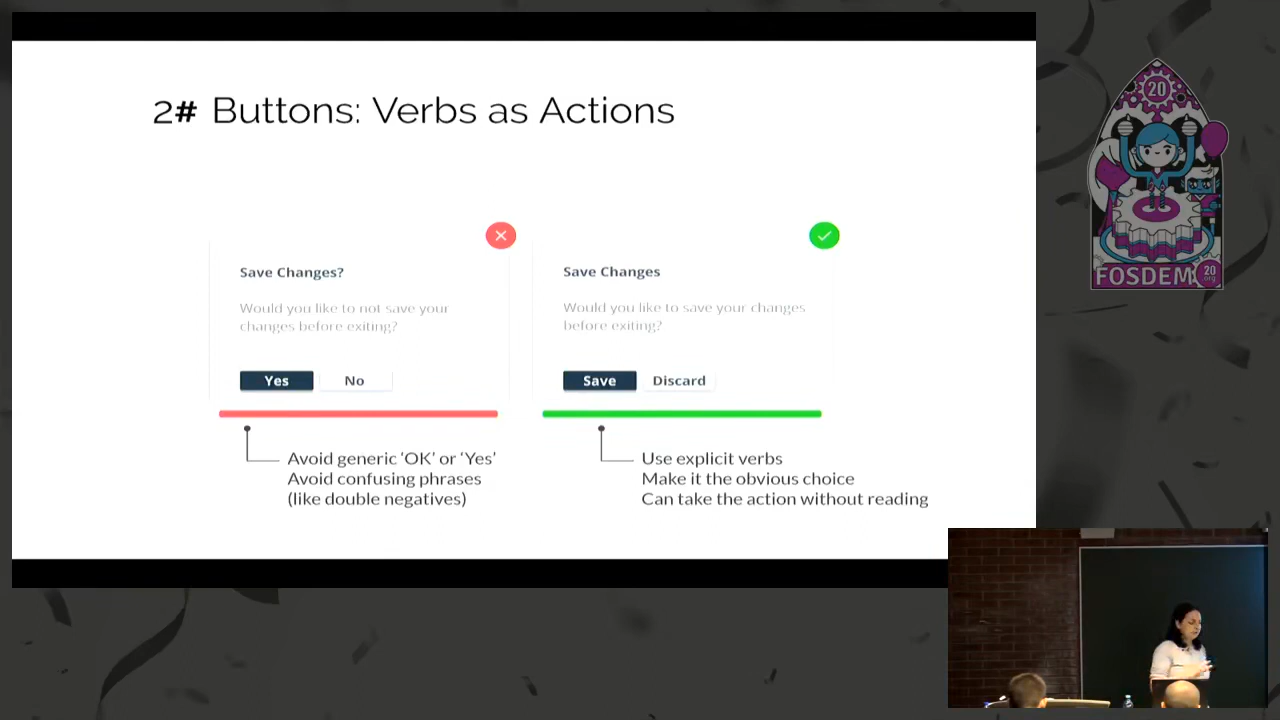 2# Buttons: Verbs as Actions
Save Changes?
Would you like to not save your
changes before exiting?
Yes
No
Avoid generic ‘OK’ or ‘Yes’
Avoid confusing phrases
(like double negatives)
Save Changes
Would you like to save your changes
before exiting?
Save
Discard
Use explicit verbs
Make it the obvious choice
Can take the action without reading
20
FOSDEM
20
.org